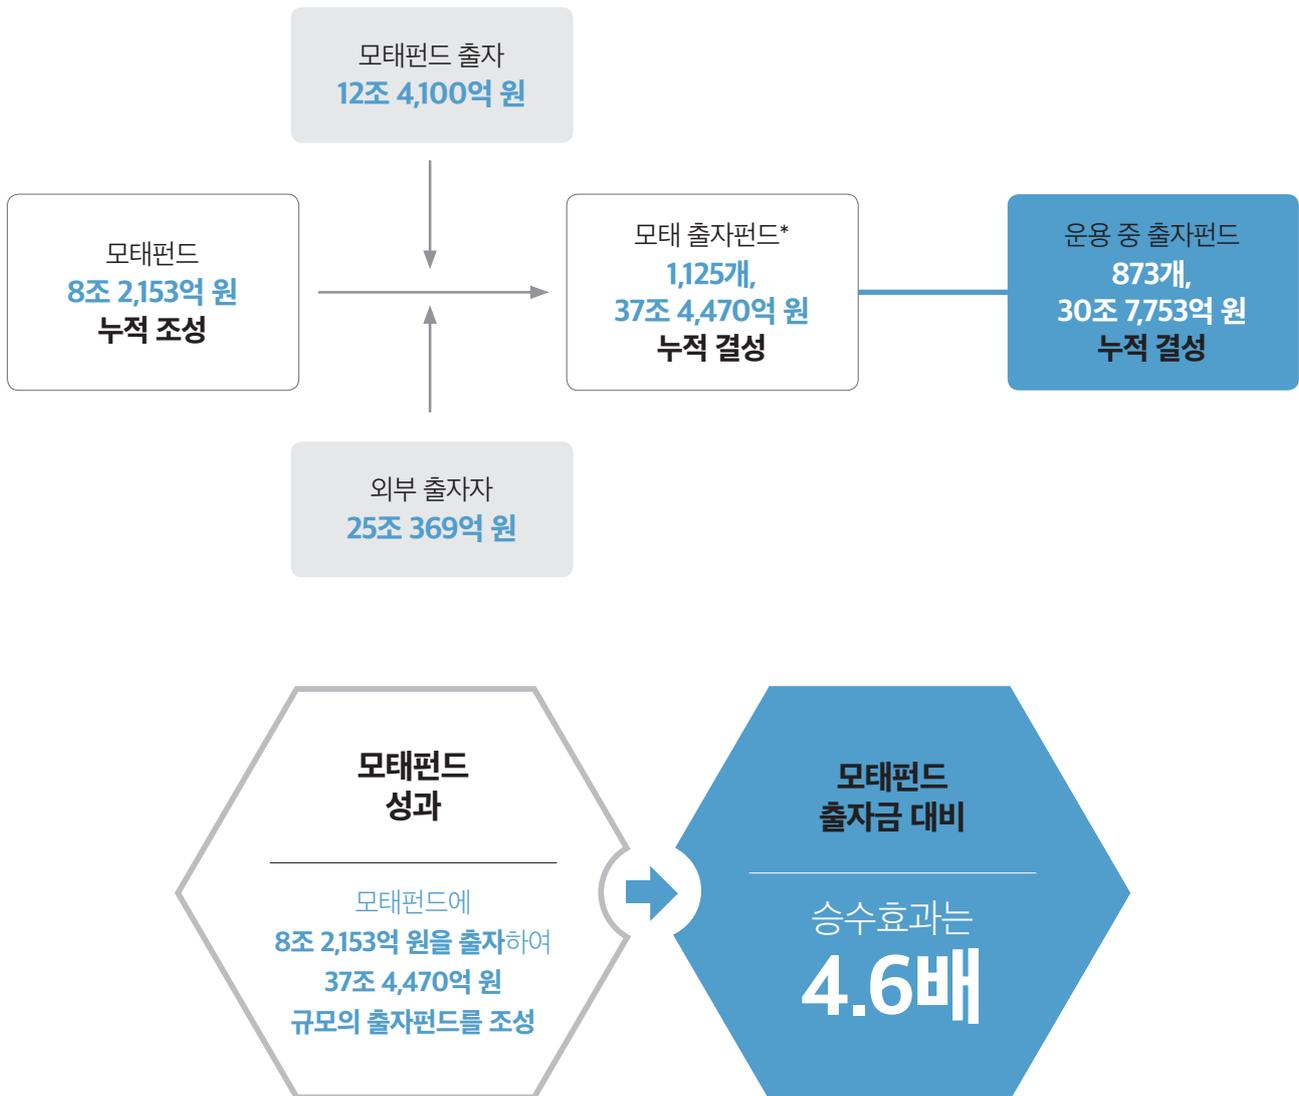 모태펀드 출자
12조 4,100억 원
모태펀드
8조 2,153억 원
누적 조성
모태 출자펀드*
1,125개,
37조 4,470억 원
누적 결성
운용 중 출자펀드
873개,
30조 7,753억 원
누적 결성
외부 출자자
25조 369억 원
모태펀드
성과
모태펀드에
8조 2,153억 원을 출자하여
37조 4,470억 원
규모의 출자펀드를 조성
모태펀드
출자금 대비
승수효과는
4.6배